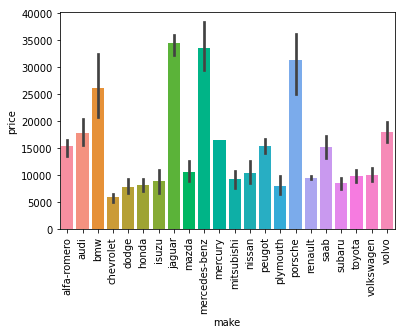 40000
35000
30000
25000
20000
15000
10000
5000
0
price
alfa-romero
audi
bmw
chevrolet
dodge
honda
isuzu
jaguar
mazda
mercedes-benz
mercury
mitsubishi
nissan
peugot
plymouth
porsche
renault
saab
subaru
toyota
volkswagen
volvo
make